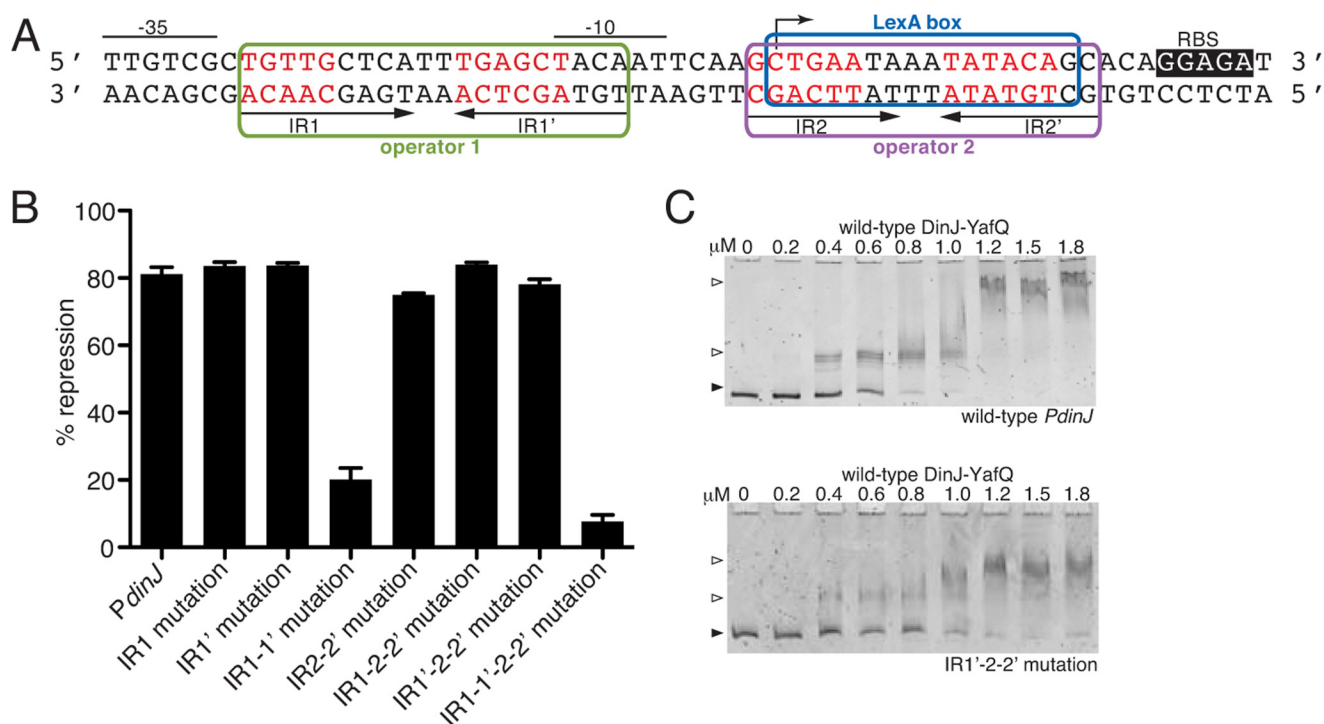 A
-35
-10
LexA box
RBS
5' TTGTCGCTGTTGCTCATTTGAGCTACAATTCAAGCTGAATAAATATACAGCACAGGAGAT 3'
3' AACAGCGACAACGAGTAAACTCGATGTTAAGTTCGACTTATTTATATGTCGTGTCCTCTA 5'
IR1 IR1' IR2 IR2'
operator 1 operator 2
B
% repression
100
80
60
40
20
0
PdinJ
IR1 mutation
IR1' mutation
IR1-1' mutation
IR2-2' mutation
IR1-2-2' mutation
IR1'-2-2' mutation
IR1-1'-2-2' mutation
C
wild-type DinJ-YafQ
μM 0 0.2 0.4 0.6 0.8 1.0 1.2 1.5 1.8
wild-type PdinJ
wild-type DinJ-YafQ
μM 0 0.2 0.4 0.6 0.8 1.0 1.2 1.5 1.8
IR1'-2-2' mutation